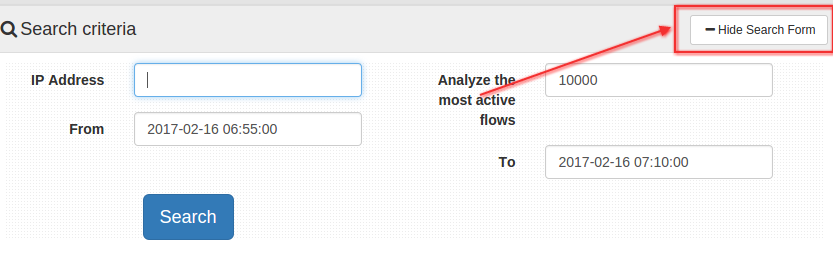 Search criteria
Hide Search Form
IP Address
Analyze the
most active
flows
10000
From
2017-02-16 06:55:00
To
2017-02-16 07:10:00
Search